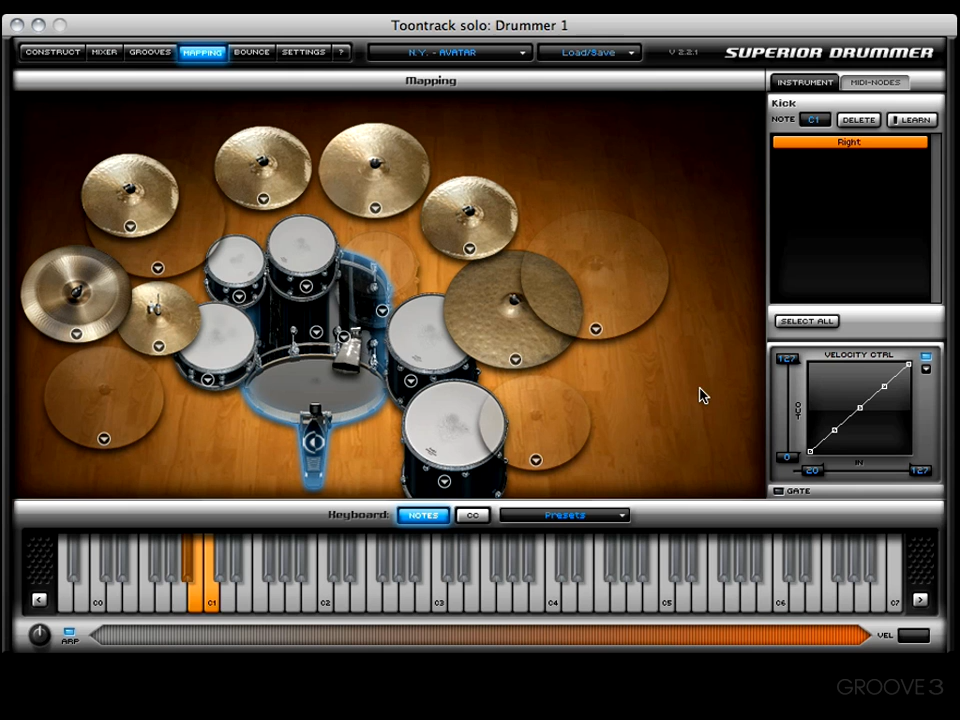 Toontrack solo: Drummer 1
CONSTRUCT MIXER GROOVES MAPPING BOUNCE SETTINGS ? N.Y. - AVATAR Load/Save V 2.2.1 SUPERIOR DRUMMER
Mapping
INSTRUMENT MIDI-NODES
Kick
NOTE C1 DELETE LEARN
Right
SELECT ALL
VELOCITY CTRL
127
OUT
0
IN
20 127
GATE
Keyboard: NOTES CC Presets
C0 C1 C2 C3 C4 C5 C6 C7
ARP VEL
GROOVE3